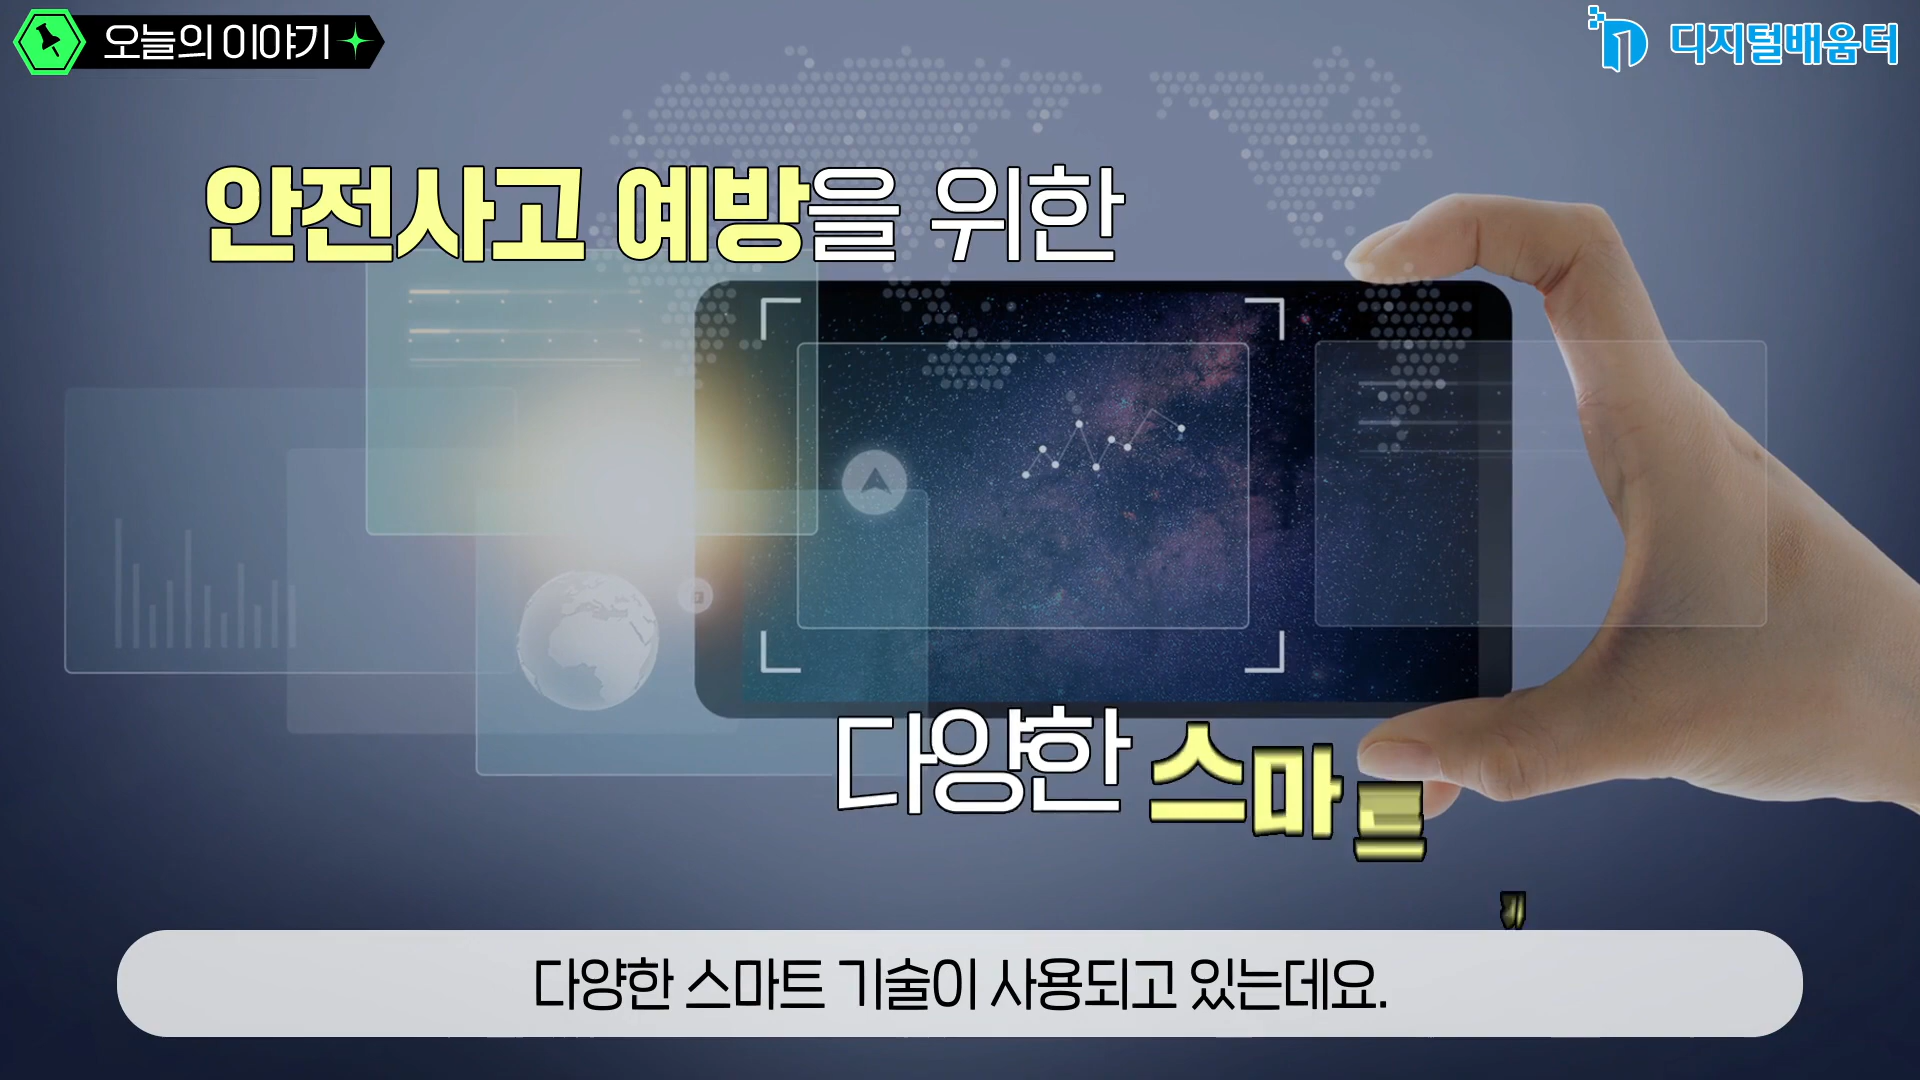 오늘의 이야기
디지털배움터
안전사고 예방을 위한
다양한 스마트
다양한 스마트 기술이 사용되고 있는데요.